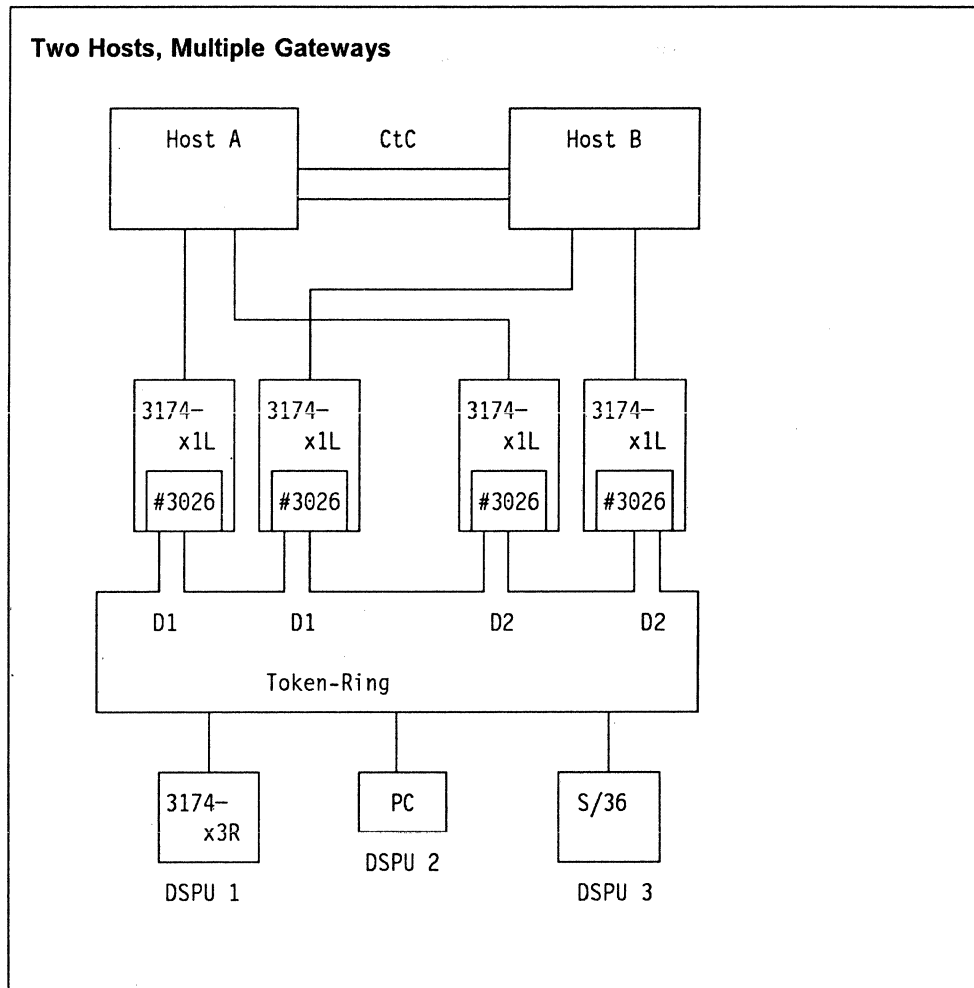 Two Hosts, Multiple Gateways
Host A
CtC
Host B
3174-
x1L
#3026
3174-
x1L
#3026
3174-
x1L
#3026
3174-
x1L
#3026
D1
D1
D2
D2
Token-Ring
3174-
x3R
DSPU 1
PC
DSPU 2
S/36
DSPU 3